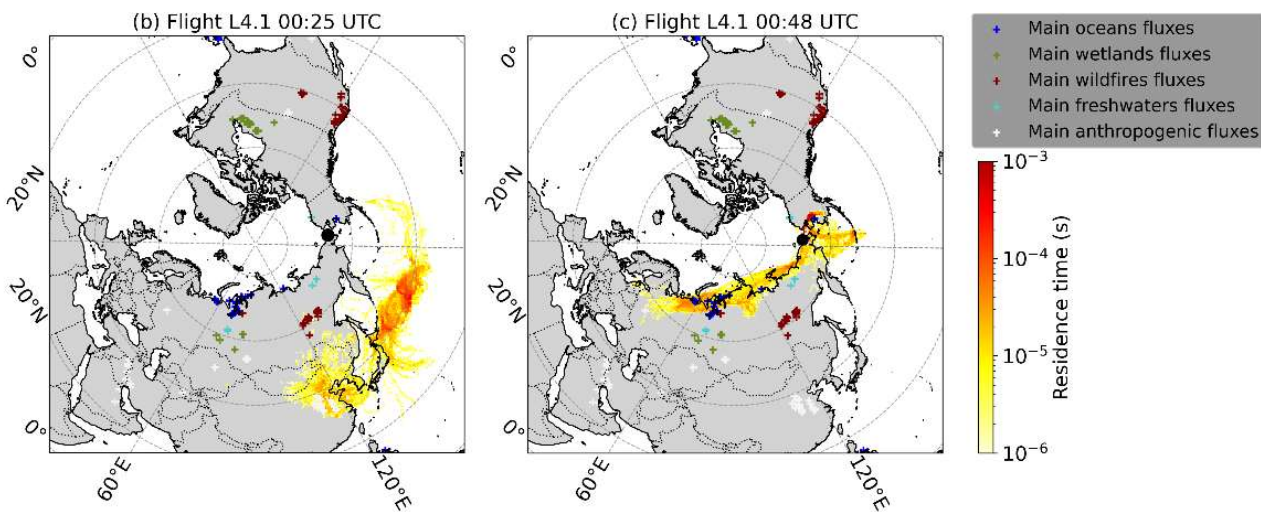 (b) Flight L4.1 00:25 UTC
(c) Flight L4.1 00:48 UTC
Main oceans fluxes
Main wetlands fluxes
Main wildfires fluxes
Main freshwaters fluxes
Main anthropogenic fluxes
0°
20°N
20°N
0°
60°E
120°E
0°
20°N
20°N
0°
60°E
120°E
10⁻³
10⁻⁴
10⁻⁵
10⁻⁶
Residence time (s)